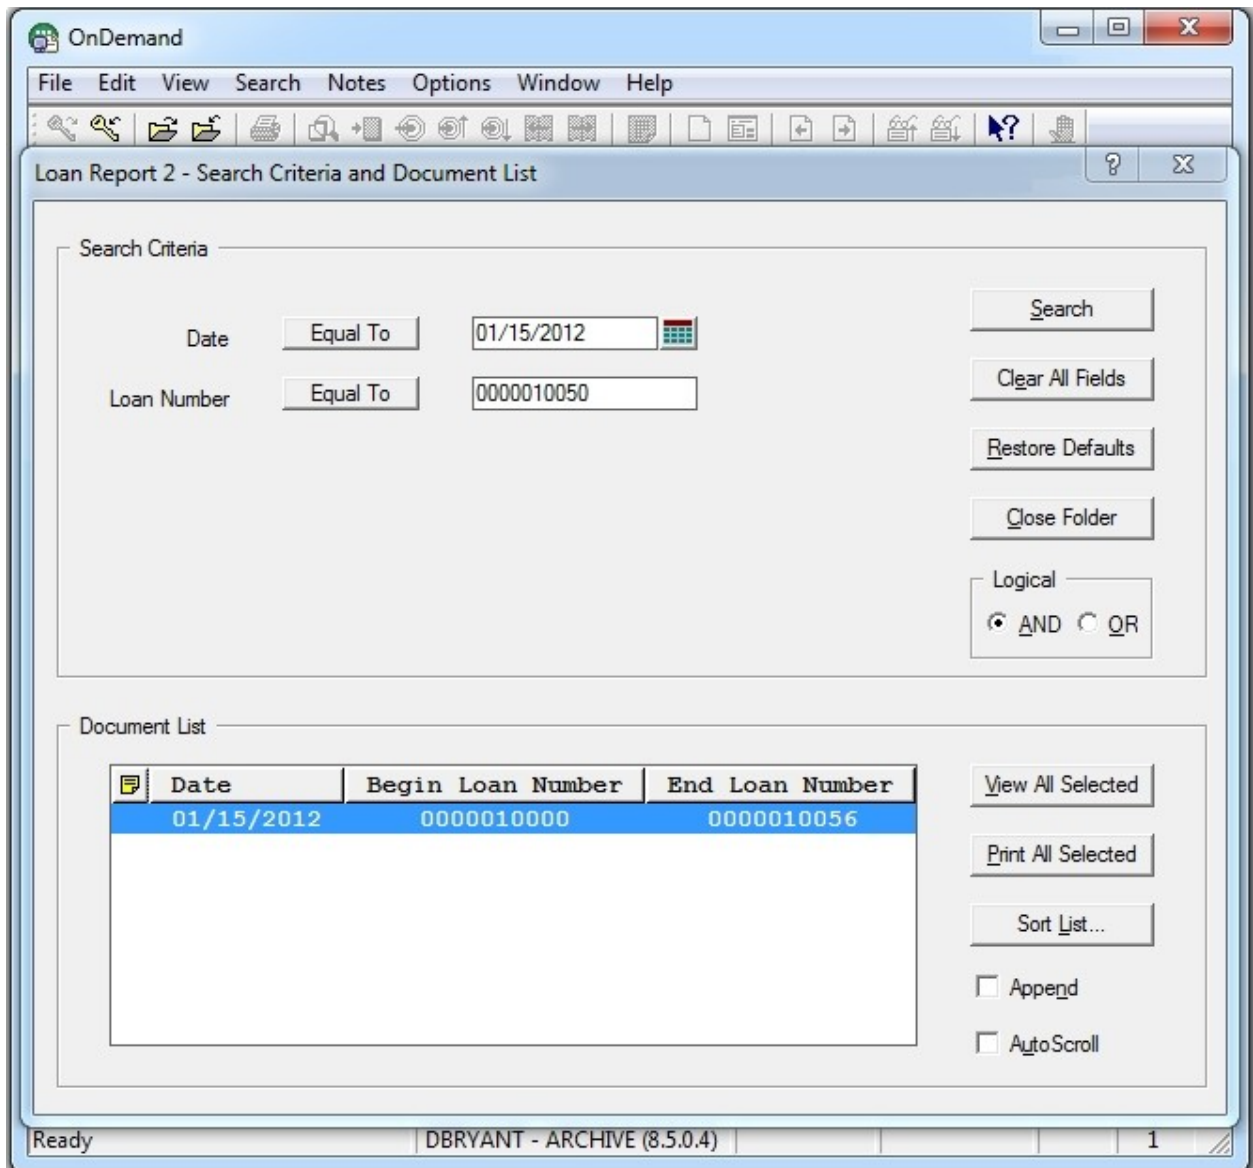 OnDemand
File Edit View Search Notes Options Window Help
Loan Report 2 - Search Criteria and Document List
Search Criteria
Date Equal To 01/15/2012
Loan Number Equal To 0000010050
Search
Clear All Fields
Restore Defaults
Close Folder
Logical
AND OR
Document List
Date Begin Loan Number End Loan Number
01/15/2012 0000010000 0000010056
View All Selected
Print All Selected
Sort List...
Append
AutoScroll
Ready DBRYANT - ARCHIVE (8.5.0.4) 1